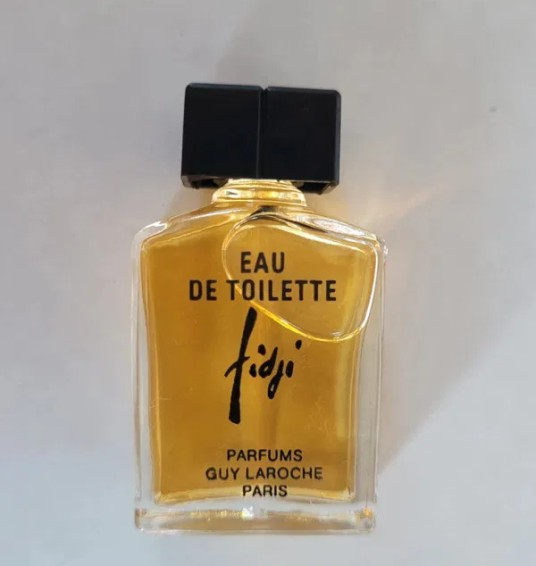 EAU
DE TOILETTE
fidji
PARFUMS
GUY LAROCHE
PARIS